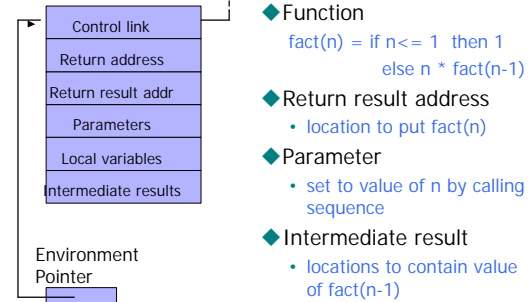 Control link
Return address
Return result addr
Parameters
Local variables
Intermediate results
Environment
Pointer
◆Function
fact(n) = if n<= 1 then 1
else n * fact(n-1)
◆Return result address
• location to put fact(n)
◆Parameter
• set to value of n by calling
sequence
◆Intermediate result
• locations to contain value
of fact(n-1)